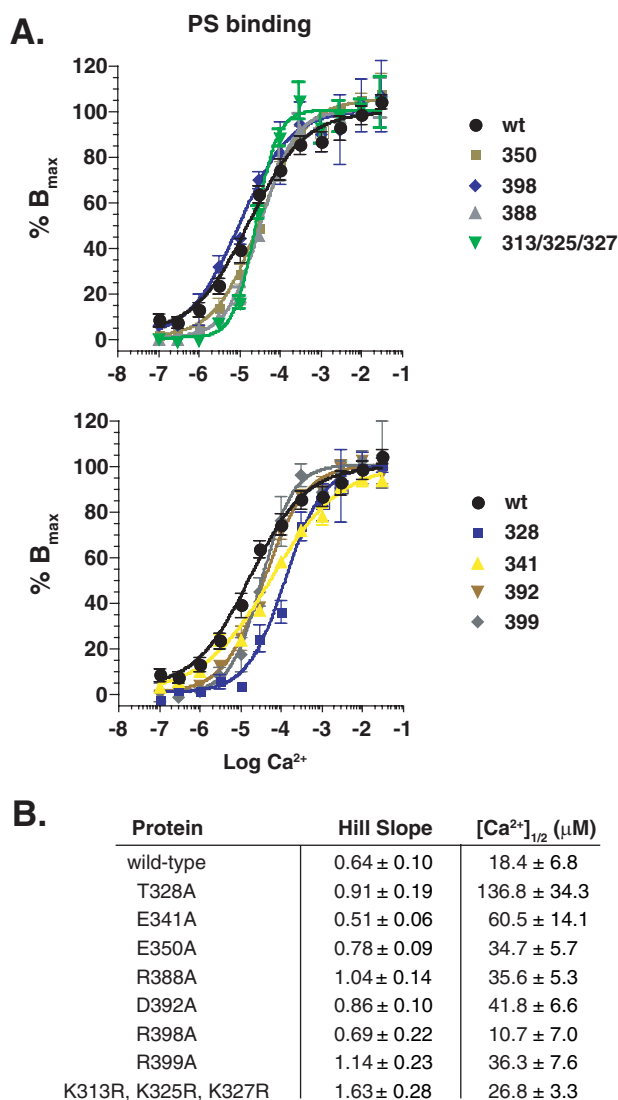 A.
PS binding
120
100
80
60
40
20
0
% Bmax
-8 -7 -6 -5 -4 -3 -2 -1
wt
350
398
388
313/325/327
120
100
80
60
40
20
0
% Bmax
-8 -7 -6 -5 -4 -3 -2 -1
Log Ca²⁺
wt
328
341
392
399
B.
Protein Hill Slope [Ca²⁺]1/2 (μM)
wild-type 0.64 ± 0.10 18.4 ± 6.8
T328A 0.91 ± 0.19 136.8 ± 34.3
E341A 0.51 ± 0.06 60.5 ± 14.1
E350A 0.78 ± 0.09 34.7 ± 5.7
R388A 1.04 ± 0.14 35.6 ± 5.3
D392A 0.86 ± 0.10 41.8 ± 6.6
R398A 0.69 ± 0.22 10.7 ± 7.0
R399A 1.14 ± 0.23 36.3 ± 7.6
K313R, K325R, K327R 1.63 ± 0.28 26.8 ± 3.3